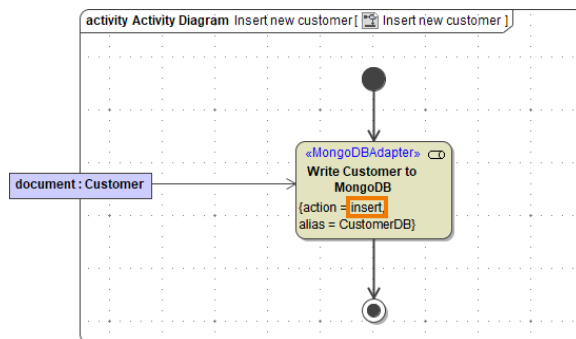 activity Activity Diagram Insert new customer [ Insert new customer ]
«MongoDBAdapter»
Write Customer to
MongoDB
document : Customer
{action = insert,
alias = CustomerDB}